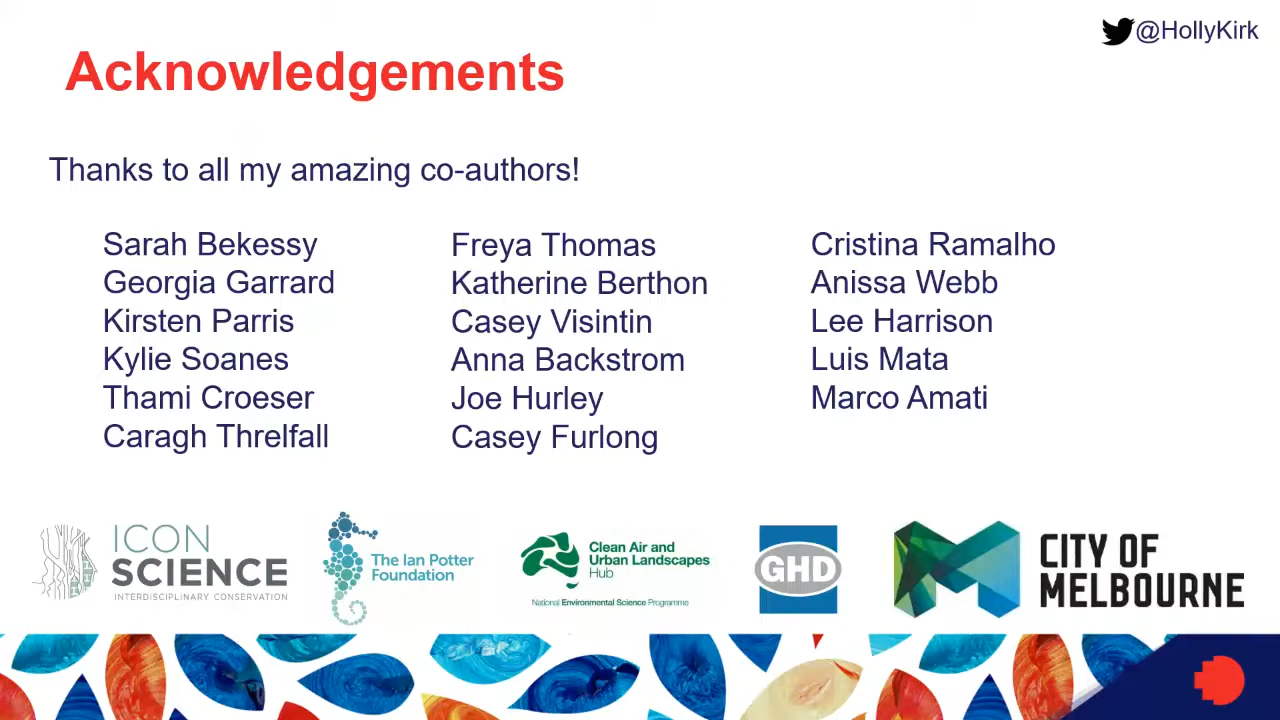 @HollyKirk
Acknowledgements
Thanks to all my amazing co-authors!
Sarah Bekessy
Georgia Garrard
Kirsten Parris
Kylie Soanes
Thami Croeser
Caragh Threlfall
Freya Thomas
Katherine Berthon
Casey Visintin
Anna Backstrom
Joe Hurley
Casey Furlong
Cristina Ramalho
Anissa Webb
Lee Harrison
Luis Mata
Marco Amati
ICON
SCIENCE
INTERDISCIPLINARY CONSERVATION
The Ian Potter
Foundation
Clean Air and
Urban Landscapes
Hub
National Environmental Science Programme
GHD
CITY OF
MELBOURNE